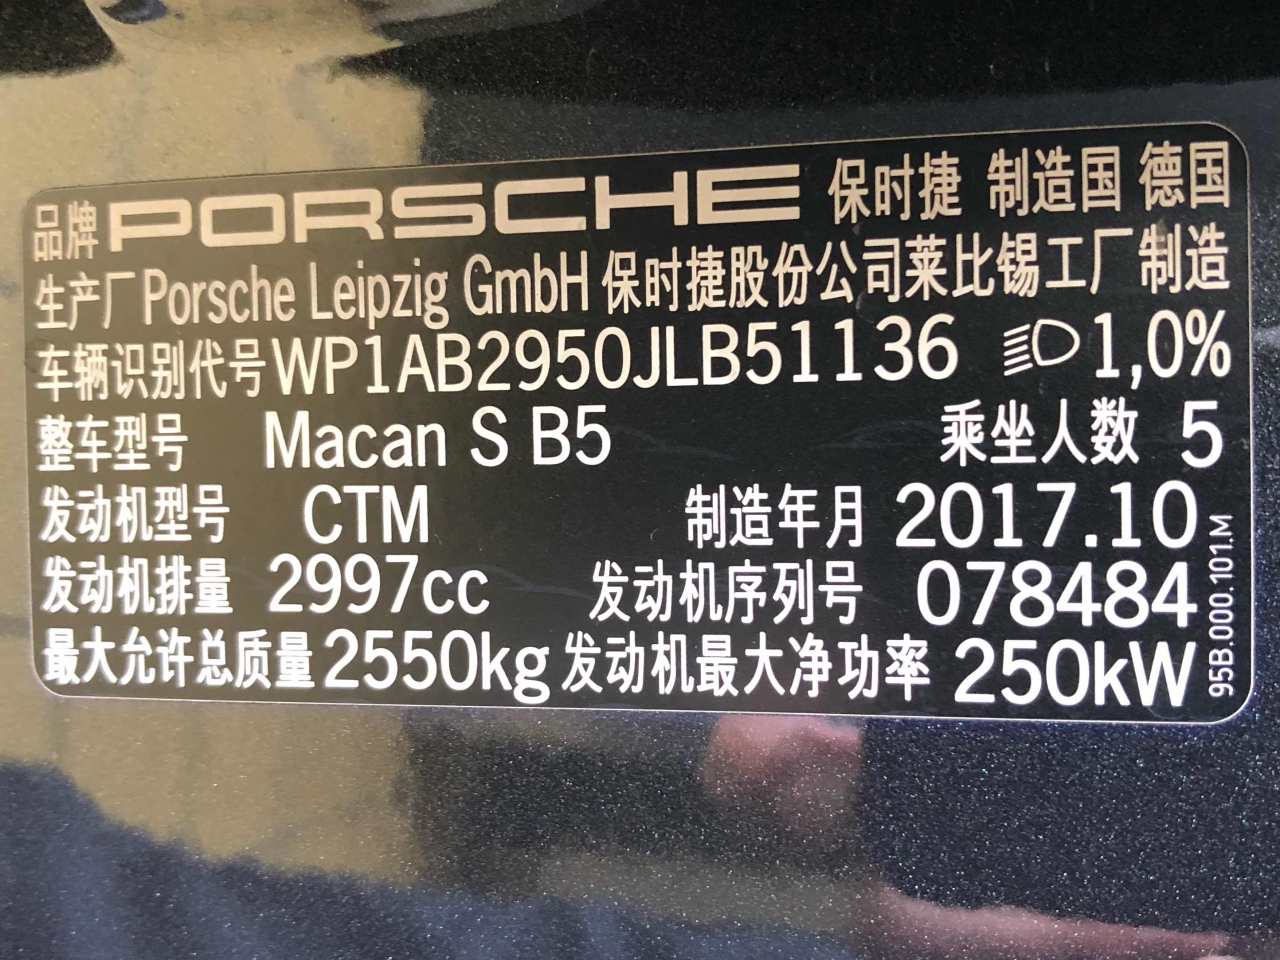 品牌 PORSCHE 保时捷 制造国 德国
生产厂 Porsche Leipzig GmbH 保时捷股份公司莱比锡工厂制造
车辆识别代号 WP1AB2950JLB51136 1,0%
整车型号 Macan S B5 乘坐人数 5
发动机型号 CTM 制造年月 2017.10
发动机排量 2997cc 发动机序列号 078484
最大允许总质量 2550kg 发动机最大净功率 250kW
95B.000.101.M